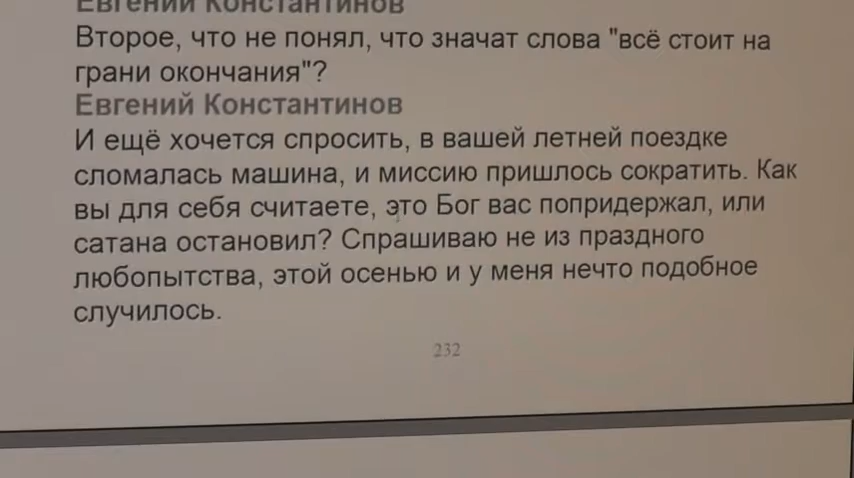 Евгений Константинов
Второе, что не понял, что значат слова "всё стоит на
грани окончания"?
Евгений Константинов
И ещё хочется спросить, в вашей летней поездке
сломалась машина, и миссию пришлось сократить. Как
вы для себя считаете, это Бог вас попридержал, или
сатана остановил? Спрашиваю не из праздного
любопытства, этой осенью и у меня нечто подобное
случилось.
232